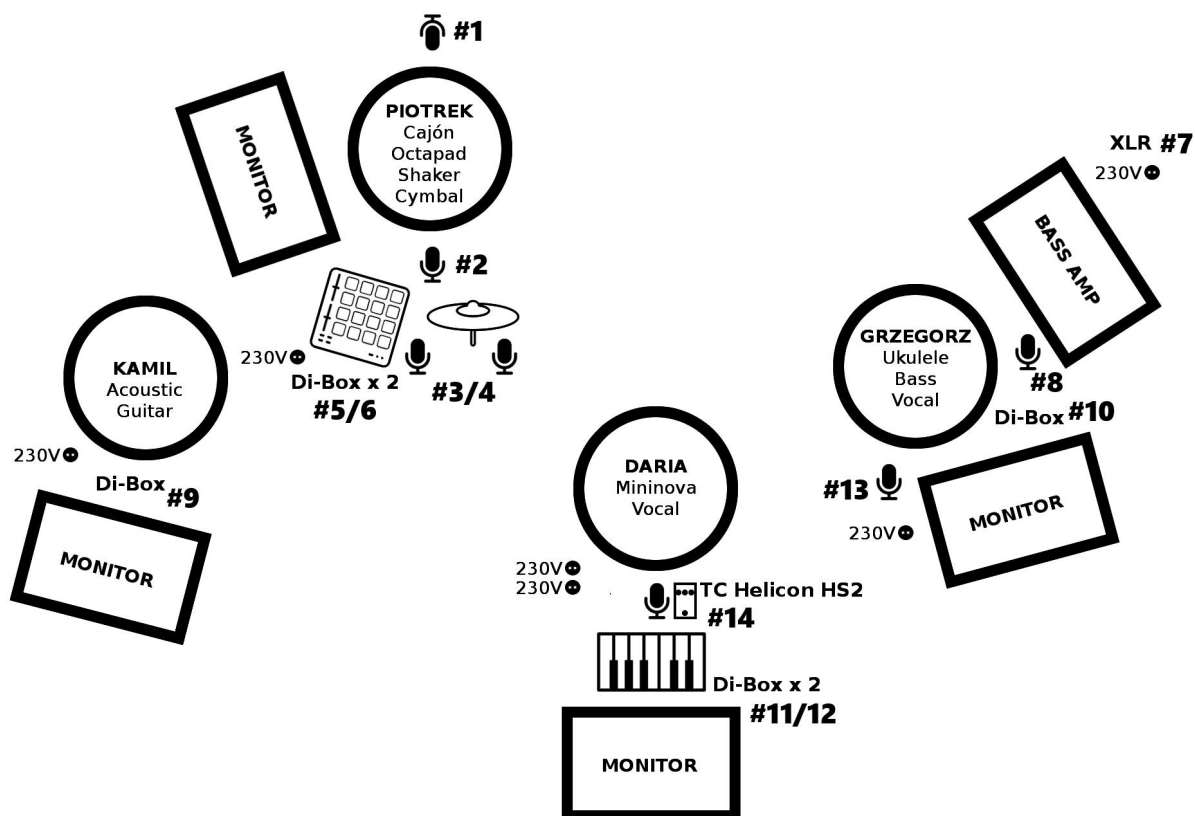 #1
PIOTREK
Cajón
Octapad
Shaker
Cymbal
MONITOR
#2
XLR #7
230V
BASS AMP
230V
Di-Box x 2
#5/6
#3/4
KAMIL
Acoustic
Guitar
230V
Di-Box #9
MONITOR
GRZEGORZ
Ukulele
Bass
Vocal
#8
Di-Box #10
#13
230V
MONITOR
DARIA
Mininova
Vocal
230V
230V
TC Helicon HS2
#14
Di-Box x 2
#11/12
MONITOR